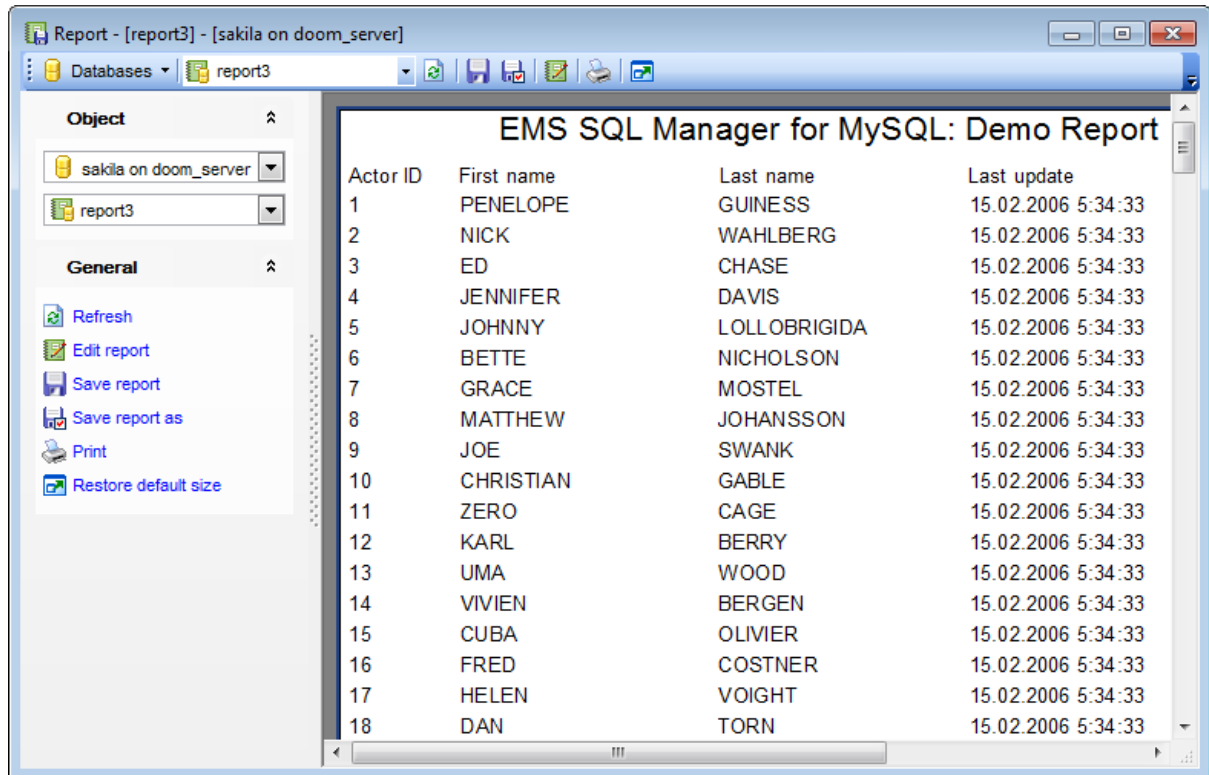 Report - [report3] - [sakila on doom_server]
Databases report3
Object
sakila on doom_server
report3
General
Refresh
Edit report
Save report
Save report as
Print
Restore default size
EMS SQL Manager for MySQL: Demo Report
Actor ID First name Last name Last update
1 PENELOPE GUINESS 15.02.2006 5:34:33
2 NICK WAHLBERG 15.02.2006 5:34:33
3 ED CHASE 15.02.2006 5:34:33
4 JENNIFER DAVIS 15.02.2006 5:34:33
5 JOHNNY LOLLOBRIGIDA 15.02.2006 5:34:33
6 BETTE NICHOLSON 15.02.2006 5:34:33
7 GRACE MOSTEL 15.02.2006 5:34:33
8 MATTHEW JOHANSSON 15.02.2006 5:34:33
9 JOE SWANK 15.02.2006 5:34:33
10 CHRISTIAN GABLE 15.02.2006 5:34:33
11 ZERO CAGE 15.02.2006 5:34:33
12 KARL BERRY 15.02.2006 5:34:33
13 UMA WOOD 15.02.2006 5:34:33
14 VIVIEN BERGEN 15.02.2006 5:34:33
15 CUBA OLIVIER 15.02.2006 5:34:33
16 FRED COSTNER 15.02.2006 5:34:33
17 HELEN VOIGHT 15.02.2006 5:34:33
18 DAN TORN 15.02.2006 5:34:33